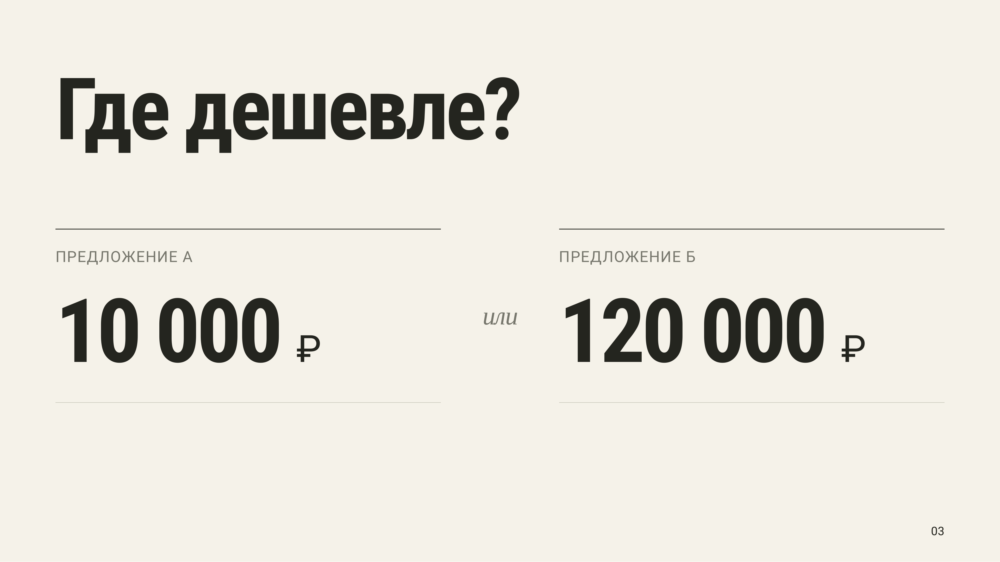 Где дешевле?
ПРЕДЛОЖЕНИЕ А
10 000 ₽
или
ПРЕДЛОЖЕНИЕ Б
120 000 ₽
03